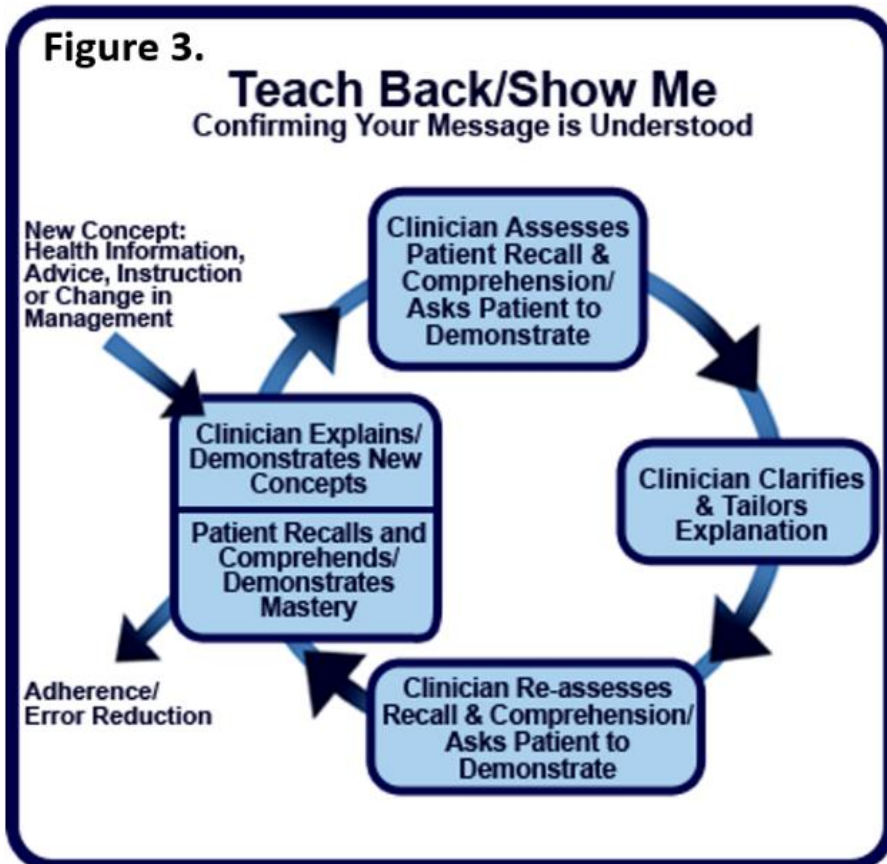 Figure 3.
Teach Back/Show Me
Confirming Your Message is Understood
New Concept:
Health Information,
Advice, Instruction
or Change in
Management
Clinician Assesses
Patient Recall &
Comprehension/
Asks Patient to
Demonstrate
Clinician Explains/
Demonstrates New
Concepts
Clinician Clarifies
& Tailors
Explanation
Patient Recalls and
Comprehends/
Demonstrates
Mastery
Adherence/
Error Reduction
Clinician Re-assesses
Recall & Comprehension/
Asks Patient to
Demonstrate